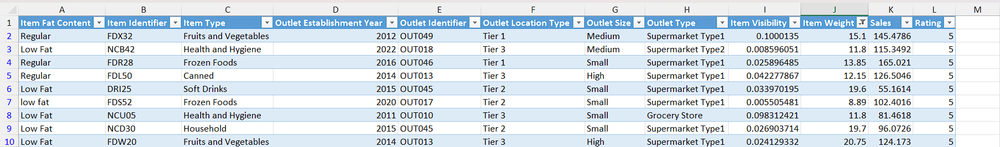 A B C D E F G H I J K L M
1 Item Fat Content Item Identifier Item Type Outlet Establishment Year Outlet Identifier Outlet Location Type Outlet Size Outlet Type Item Visibility Item Weight Sales Rating
2 Regular FDX32 Fruits and Vegetables 2012 OUT049 Tier 1 Medium Supermarket Type1 0.1000135 15.1 145.4786 5
3 Low Fat NCB42 Health and Hygiene 2022 OUT018 Tier 3 Medium Supermarket Type2 0.008596051 11.8 115.3492 5
4 Regular FDR28 Frozen Foods 2016 OUT046 Tier 1 Small Supermarket Type1 0.025896485 13.85 165.021 5
5 Regular FDL50 Canned 2014 OUT013 Tier 3 High Supermarket Type1 0.042277867 12.15 126.5046 5
6 Low Fat DRI25 Soft Drinks 2015 OUT045 Tier 2 Small Supermarket Type1 0.033970195 19.6 55.1614 5
7 low fat FDS52 Frozen Foods 2020 OUT017 Tier 2 Small Supermarket Type1 0.005505481 8.89 102.4016 5
8 Low Fat NCU05 Health and Hygiene 2011 OUT010 Tier 3 Small Grocery Store 0.098312421 11.8 81.4618 5
9 Low Fat NCD30 Household 2015 OUT045 Tier 2 Small Supermarket Type1 0.026903714 19.7 96.0726 5
10 Low Fat FDW20 Fruits and Vegetables 2014 OUT013 Tier 3 High Supermarket Type1 0.024129332 20.75 124.173 5